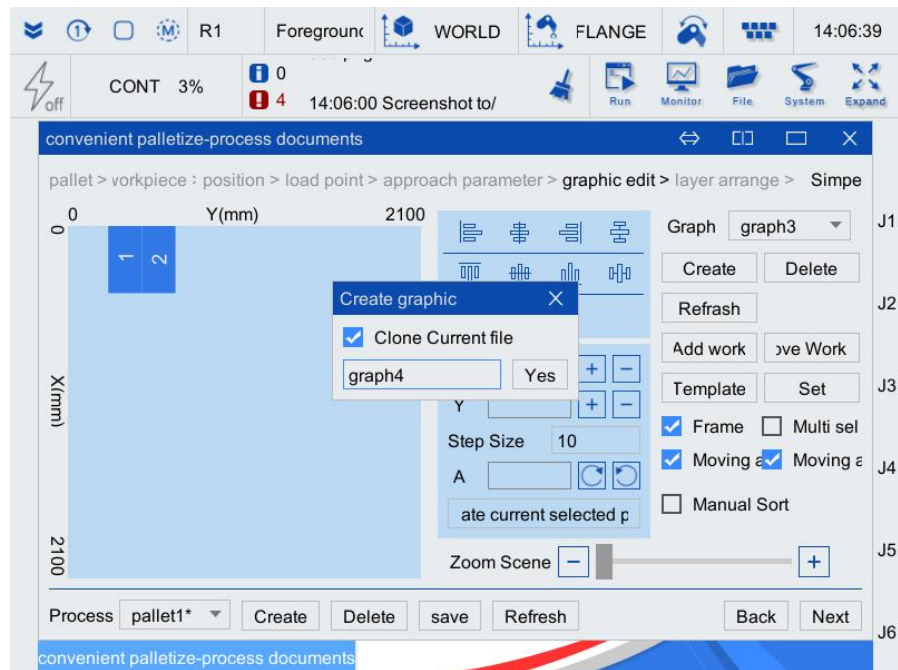 R1 Foregrounc WORLD FLANGE 14:06:39
off CONT 3% 0
4 14:06:00 Screenshot to/ Run Monitor File System Expand
convenient palletize-process documents
pallet > vorkpiece > position > load point > approach parameter > graphic edit > layer arrange > Simpe
0 Y(mm) 2100
0
X(mm)
2100
1 2
Graph graph3
Create Delete
Refrash
Add work ove Work
Template Set
Frame Multi sel
Moving a Moving a
Manual Sort
Create graphic
Clone Current file
graph4 Yes
Y
Step Size 10
A
ate current selected p
Zoom Scene
Process pallet1* Create Delete save Refresh Back Next
J1
J2
J3
J4
J5
J6
convenient palletize-process documents